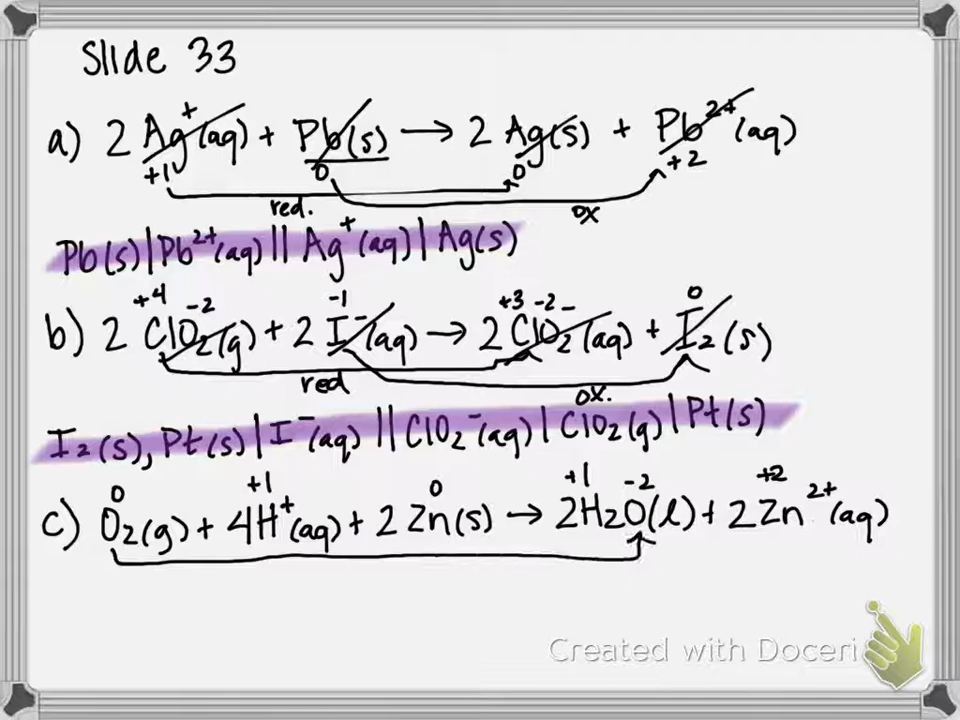 Slide 33
a) 2 Ag⁺(aq) + Pb(s) → 2 Ag(s) + Pb²⁺(aq)
+1 0 0 +2
red. ox
Pb(s)|Pb²⁺(aq)||Ag⁺(aq)|Ag(s)
+4 -2 -1 +3 -2 0
b) 2 ClO₂(g) + 2 I⁻(aq) → 2 ClO₂⁻(aq) + I₂(s)
red ox.
I₂(s), Pt(s)|I⁻(aq)||ClO₂⁻(aq)|ClO₂(g)|Pt(s)
0 +1 0 +1 -2 +2
c) O₂(g) + 4H⁺(aq) + 2 Zn(s) → 2H₂O(l) + 2 Zn²⁺(aq)
Created with Doceri